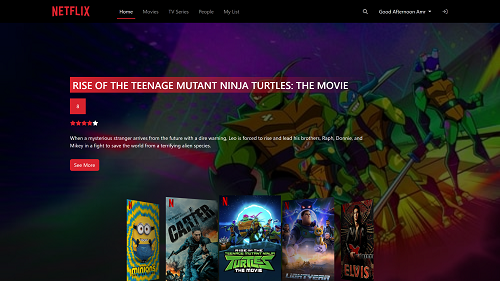 NETFLIX
Home Movies TV Series People My List Good Afternoon Amr
RISE OF THE TEENAGE MUTANT NINJA TURTLES: THE MOVIE
8
When a mysterious stranger arrives from the future with a dire warning, Leo is forced to rise and lead his brothers, Raph, Donnie, and
Mikey in a fight to save the world from a terrifying alien species.
See More
minions
CARTER
RISE OF THE
TEENAGE MUTANT NINJA
TURTLES
THE MOVIE
LIGHTYEAR
ELVIS